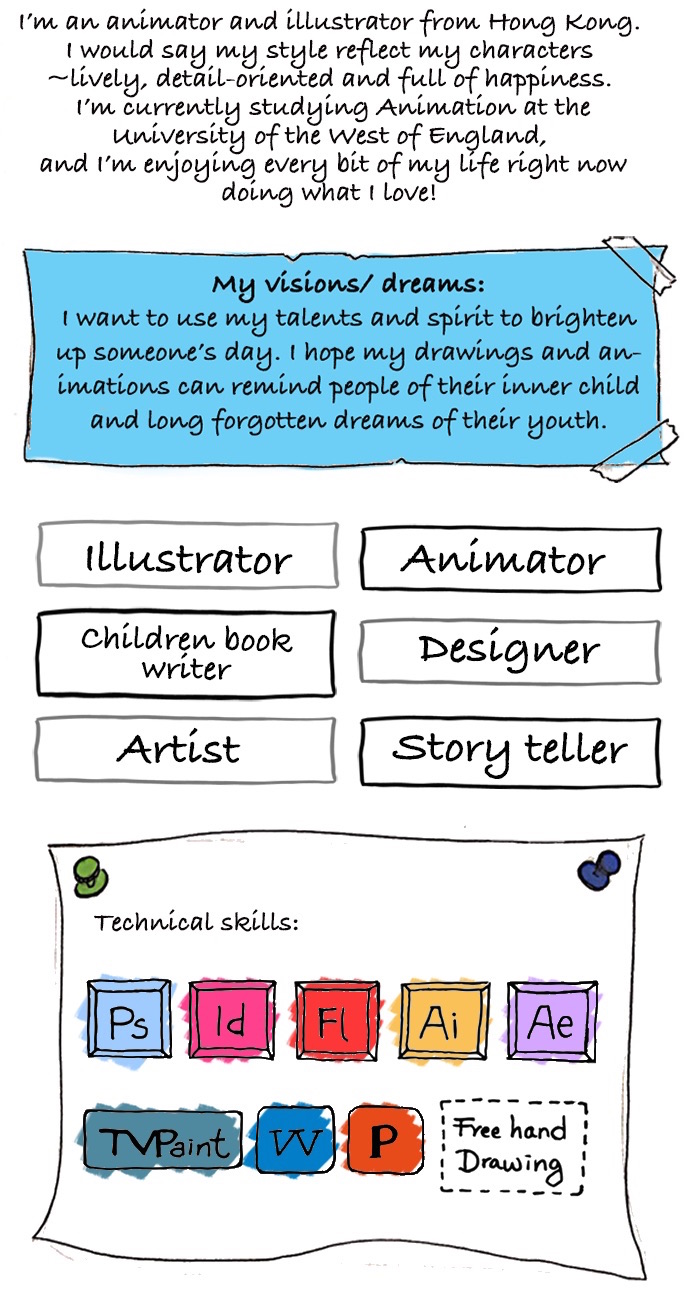 I'm an animator and illustrator from Hong Kong.
I would say my style reflect my characters
~lively, detail-oriented and full of happiness.
I'm currently studying Animation at the
University of the West of England,
and I'm enjoying every bit of my life right now
doing what I love!
My visions/ dreams:
I want to use my talents and spirit to brighten
up someone's day. I hope my drawings and an-
imations can remind people of their inner child
and long forgotten dreams of their youth.
Illustrator
Animator
Children book
writer
Designer
Artist
Story teller
Technical skills:
Ps Id Fl Ai Ae
TVPaint W P
Free hand
Drawing